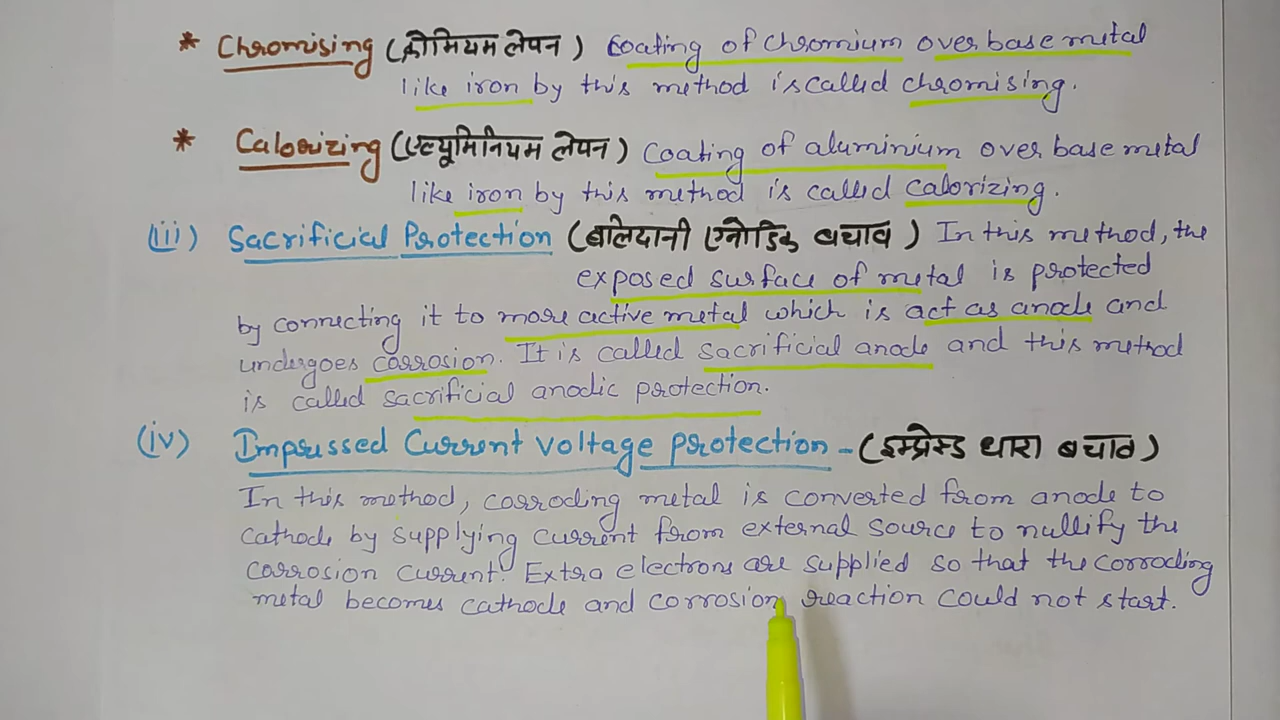 * Chromising (क्रोमियम लेपन) Coating of chromium over base metal
like iron by this method is called chromising.
* Calorizing (एल्यूमिनियम लेपन) Coating of aluminium over base metal
like iron by this method is called calorizing.
(iii) Sacrificial Protection (बलिदानी एनोडिक बचाव) In this method, the
exposed surface of metal is protected
by connecting it to more active metal which is act as anode and
undergoes corrosion. It is called sacrificial anode and this method
is called sacrificial anodic protection.
(iv) Impressed Current Voltage Protection - (इम्प्रेस्ड धारा बचाव)
In this method, corroding metal is converted from anode to
cathode by supplying current from external source to nullify the
corrosion current. Extra electrons are supplied so that the corroding
metal becomes cathode and corrosion reaction could not start.